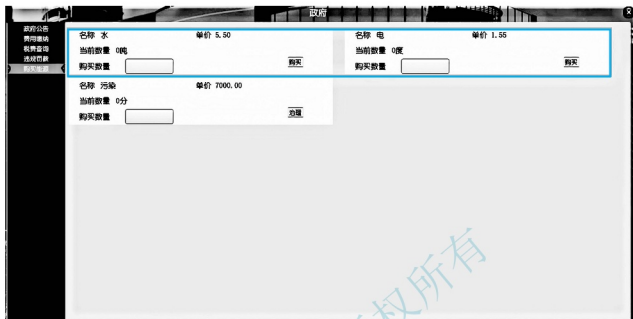 政府
政府公告
费用缴纳
税费查询
违规罚款
购买能源
名称 水 单价 5.50
当前数量 0吨
购买数量 购买
名称 电 单价 1.55
当前数量 0度
购买数量 购买
名称 污染 单价 7000.00
当前数量 0分
购买数量 治理
权所有